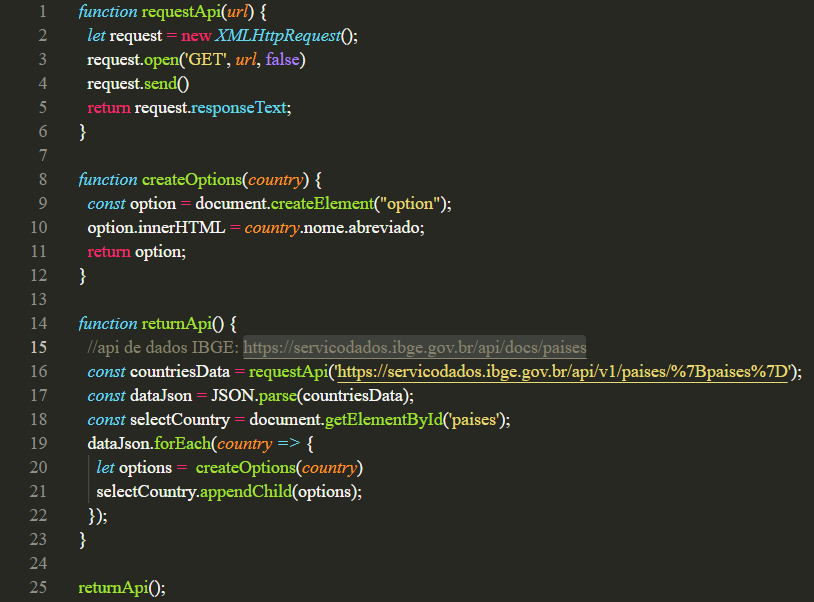 1 function requestApi(url) {
2 let request = new XMLHttpRequest();
3 request.open('GET', url, false)
4 request.send()
5 return request.responseText;
6 }
7
8 function createOptions(country) {
9 const option = document.createElement("option");
10 option.innerHTML = country.nome.abreviado;
11 return option;
12 }
13
14 function returnApi() {
15 //api de dados IBGE: https://servicodados.ibge.gov.br/api/docs/paises
16 const countriesData = requestApi('https://servicodados.ibge.gov.br/api/v1/paises/%7Bpaises%7D');
17 const dataJson = JSON.parse(countriesData);
18 const selectCountry = document.getElementById('paises');
19 dataJson.forEach(country => {
20 let options =  createOptions(country)
21 selectCountry.appendChild(options);
22 });
23 }
24
25 returnApi();